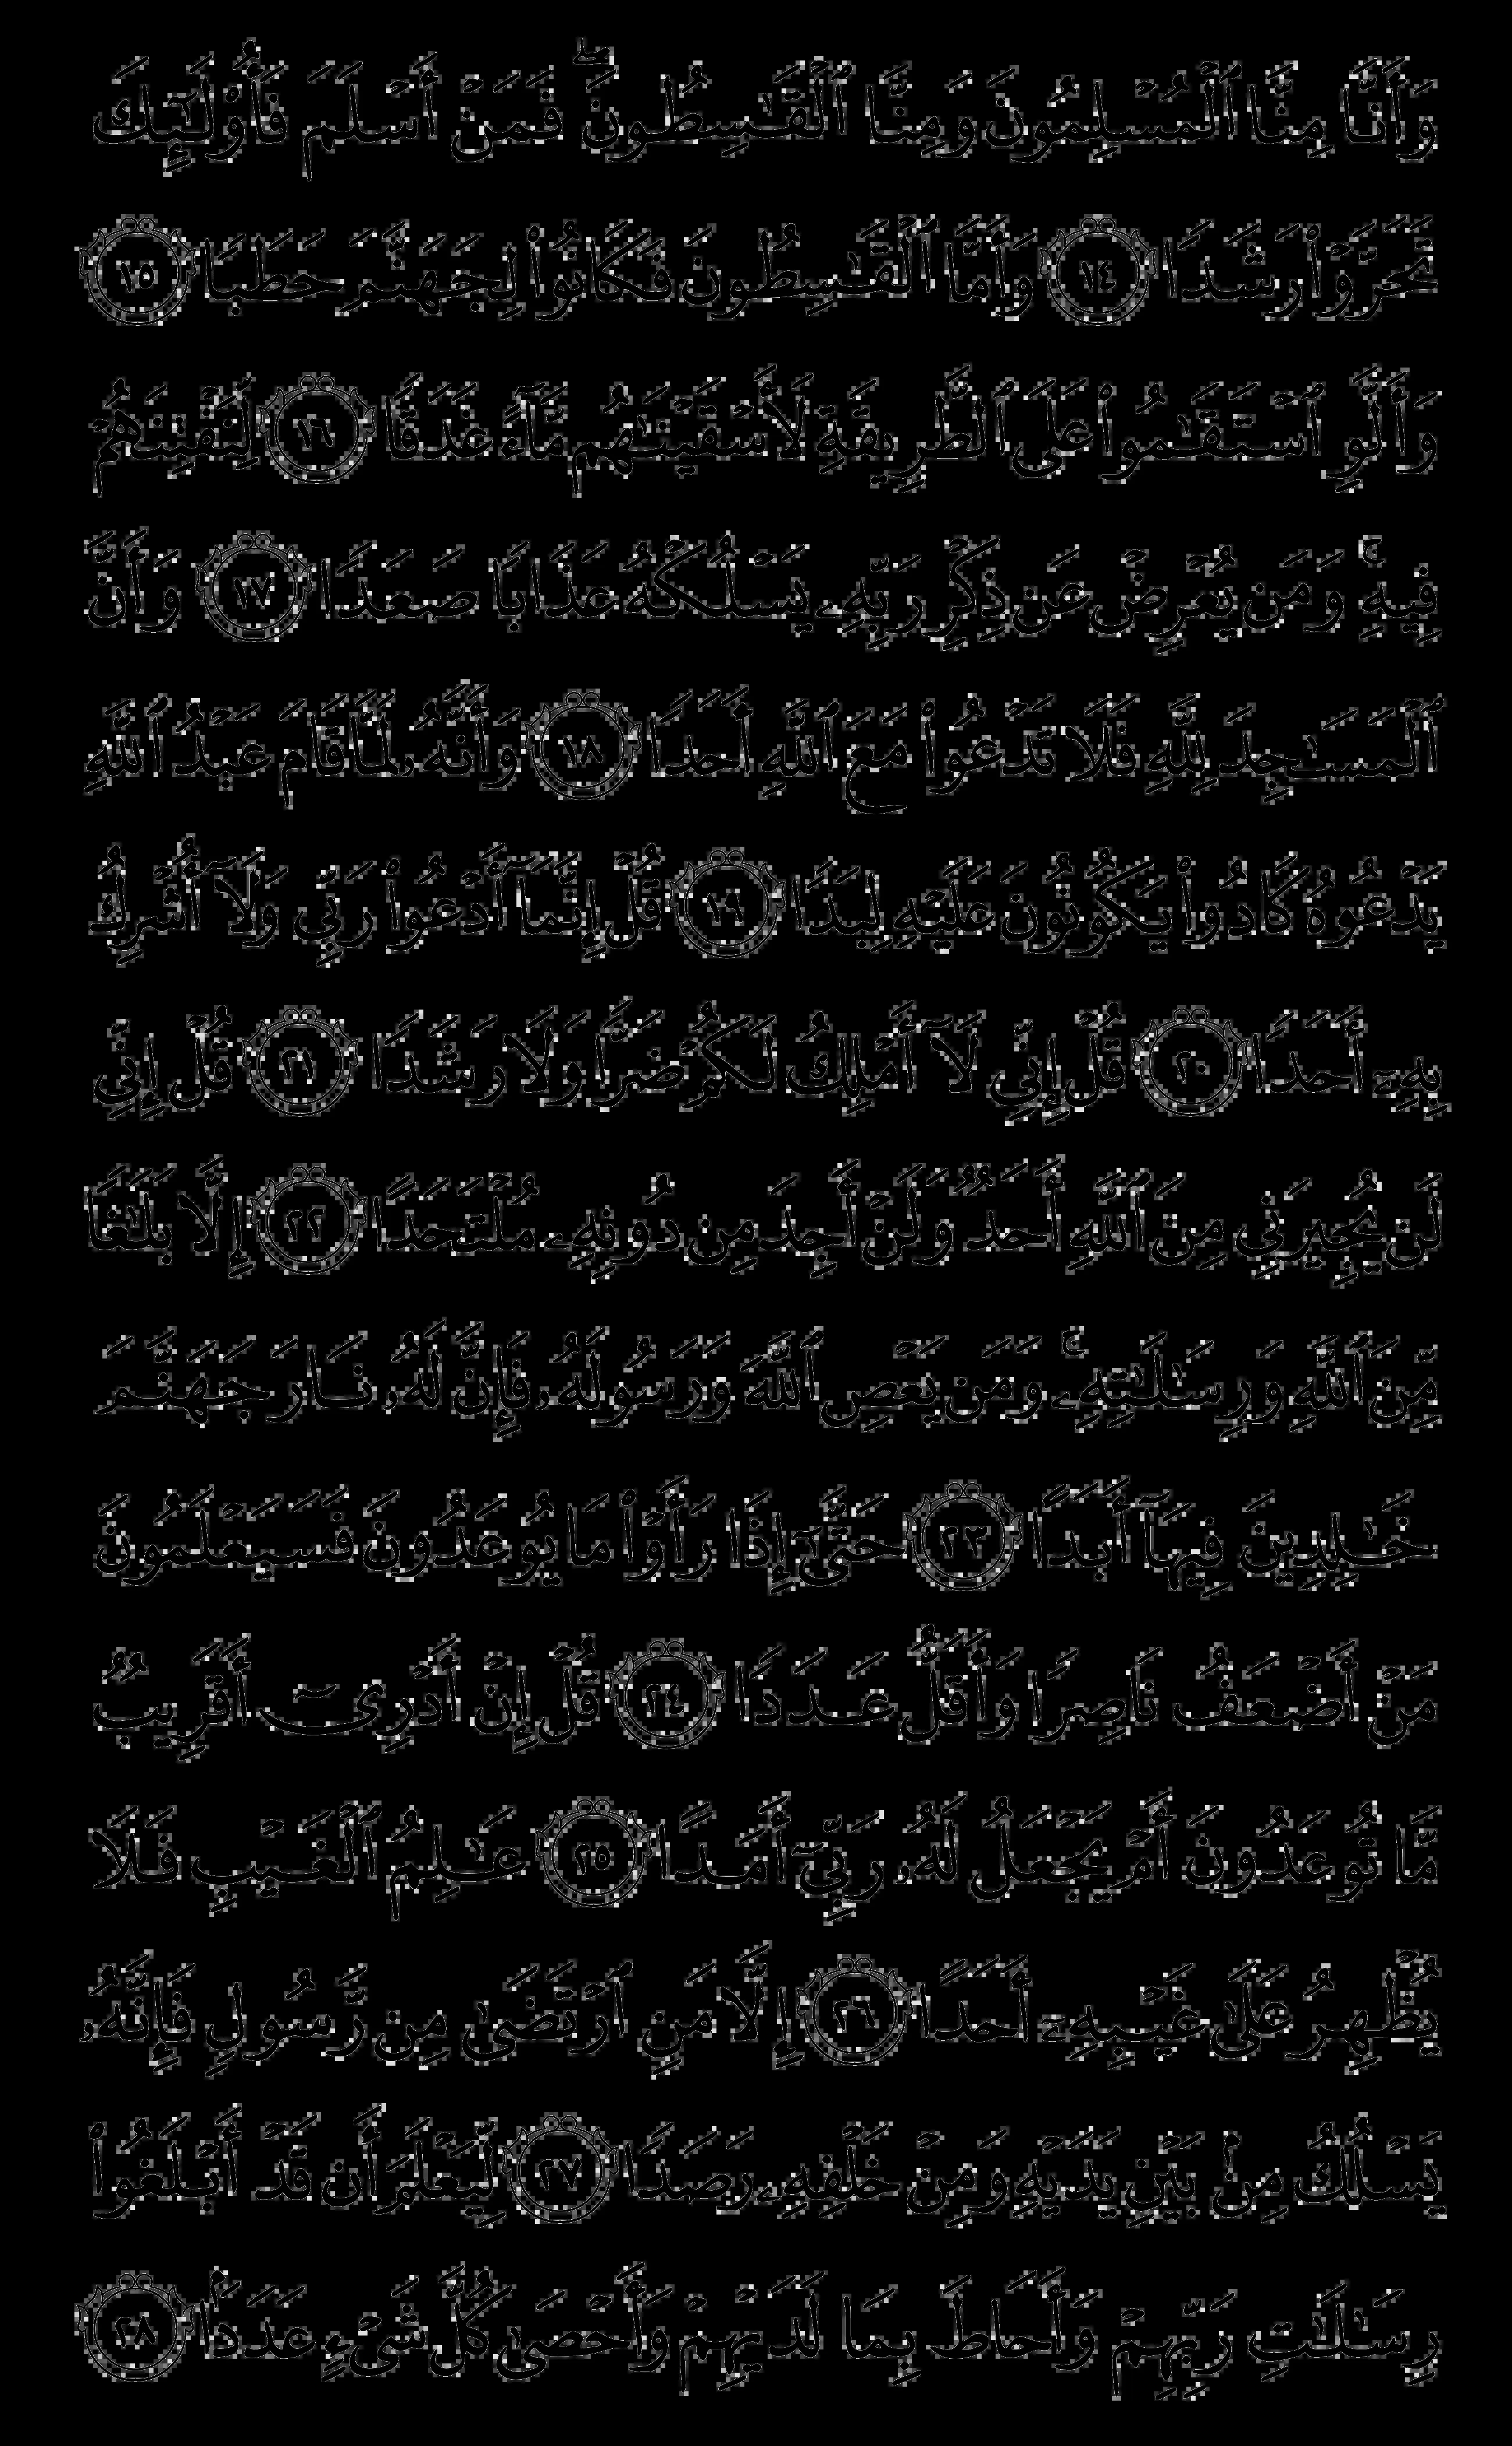 وَأَنَّا مِنَّا ٱلْمُسْلِمُونَ وَمِنَّا ٱلْقَٰسِطُونَۖ فَمَنْ أَسْلَمَ فَأُو۟لَٰٓئِكَ
تَحَرَّوْا۟ رَشَدًا ١٤ وَأَمَّا ٱلْقَٰسِطُونَ فَكَانُوا۟ لِجَهَنَّمَ حَطَبًا ١٥
وَأَلَّوِ ٱسْتَقَٰمُوا۟ عَلَى ٱلطَّرِيقَةِ لَأَسْقَيْنَٰهُم مَّآءً غَدَقًا ١٦ لِّنَفْتِنَهُمْ
فِيهِۚ وَمَن يُعْرِضْ عَن ذِكْرِ رَبِّهِۦ يَسْلُكْهُ عَذَابًا صَعَدًا ١٧ وَأَنَّ
ٱلْمَسَٰجِدَ لِلَّهِ فَلَا تَدْعُوا۟ مَعَ ٱللَّهِ أَحَدًا ١٨ وَأَنَّهُۥ لَمَّا قَامَ عَبْدُ ٱللَّهِ
يَدْعُوهُ كَادُوا۟ يَكُونُونَ عَلَيْهِ لِبَدًا ١٩ قُلْ إِنَّمَآ أَدْعُوا۟ رَبِّى وَلَآ أُشْرِكُ
بِهِۦٓ أَحَدًا ٢٠ قُلْ إِنِّى لَآ أَمْلِكُ لَكُمْ ضَرًّا وَلَا رَشَدًا ٢١ قُلْ إِنِّى
لَن يُجِيرَنِى مِنَ ٱللَّهِ أَحَدٌ وَلَنْ أَجِدَ مِن دُونِهِۦ مُلْتَحَدًا ٢٢ إِلَّا بَلَٰغًا
مِّنَ ٱللَّهِ وَرِسَٰلَٰتِهِۦۚ وَمَن يَعْصِ ٱللَّهَ وَرَسُولَهُۥ فَإِنَّ لَهُۥ نَارَ جَهَنَّمَ
خَٰلِدِينَ فِيهَآ أَبَدًا ٢٣ حَتَّىٰٓ إِذَا رَأَوْا۟ مَا يُوعَدُونَ فَسَيَعْلَمُونَ
مَنْ أَضْعَفُ نَاصِرًا وَأَقَلُّ عَدَدًا ٢٤ قُلْ إِنْ أَدْرِىٓ أَقَرِيبٌ
مَّا تُوعَدُونَ أَمْ يَجْعَلُ لَهُۥ رَبِّىٓ أَمَدًا ٢٥ عَٰلِمُ ٱلْغَيْبِ فَلَا
يُظْهِرُ عَلَىٰ غَيْبِهِۦٓ أَحَدًا ٢٦ إِلَّا مَنِ ٱرْتَضَىٰ مِن رَّسُولٍ فَإِنَّهُۥ
يَسْلُكُ مِنۢ بَيْنِ يَدَيْهِ وَمِنْ خَلْفِهِۦ رَصَدًا ٢٧ لِّيَعْلَمَ أَن قَدْ أَبْلَغُوا۟
رِسَٰلَٰتِ رَبِّهِمْ وَأَحَاطَ بِمَا لَدَيْهِمْ وَأَحْصَىٰ كُلَّ شَىْءٍ عَدَدًۢا ٢٨